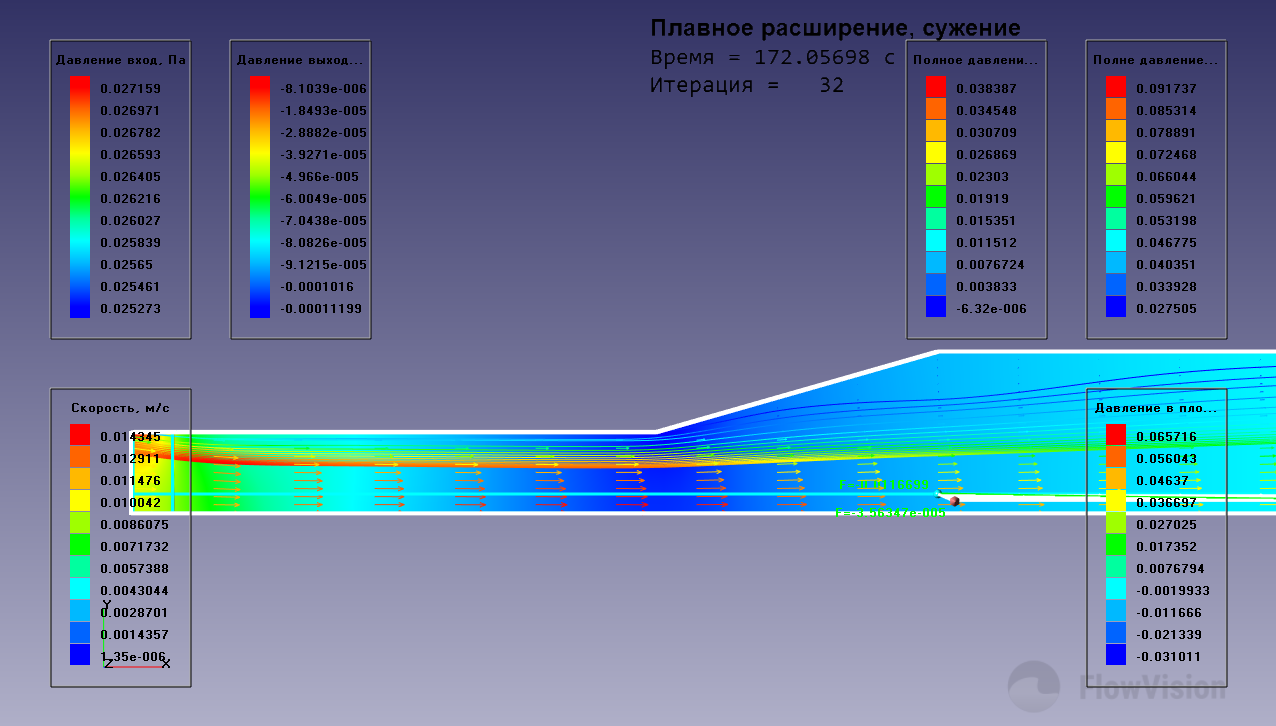 Плавное расширение, сужение
Время = 172.05698 с
Итерация = 32
Давление вход, Па
0.027159
0.026971
0.026782
0.026593
0.026405
0.026216
0.026027
0.025839
0.02565
0.025461
0.025273
Давление выход...
-8.1039e-006
-1.8493e-005
-2.8882e-005
-3.9271e-005
-4.966e-005
-6.0049e-005
-7.0438e-005
-8.0826e-005
-9.1215e-005
-0.0001016
-0.00011199
Полное давлени...
0.038387
0.034548
0.030709
0.026869
0.02303
0.01919
0.015351
0.011512
0.0076724
0.003833
-6.32e-006
Полне давление...
0.091737
0.085314
0.078891
0.072468
0.066044
0.059621
0.053198
0.046775
0.040351
0.033928
0.027505
Скорость, м/с
0.014345
0.012911
0.011476
0.010042
0.0086075
0.0071732
0.0057388
0.0043044
0.0028701
0.0014357
1.35e-006
Y
Z X
Давление в пло...
0.065716
0.056043
0.04637
0.036697
0.027025
0.017352
0.0076794
-0.0019933
-0.011666
-0.021339
-0.031011
FlowVision